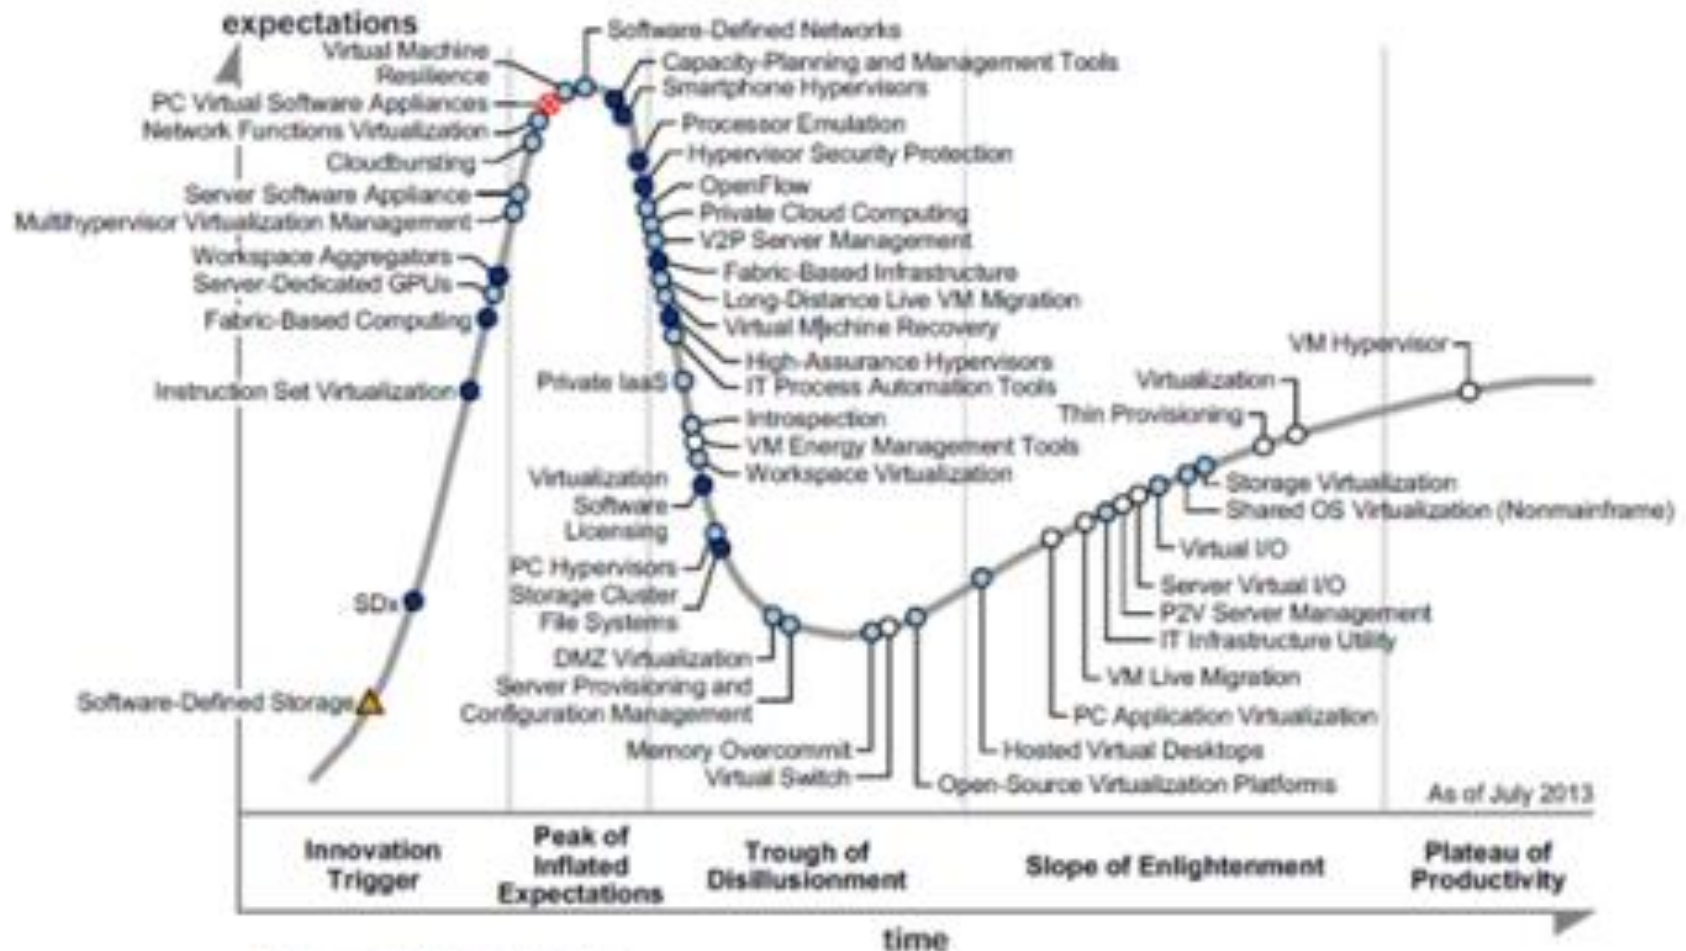 expectations
Software-Defined Networks
Virtual Machine
Resilience
Capacity-Planning and Management Tools
Smartphone Hypervisors
PC Virtual Software Appliances
Network Functions Virtualization
Processor Emulation
Cloudbursting
Hypervisor Security Protection
Server Software Appliance
OpenFlow
Multihypervisor Virtualization Management
Private Cloud Computing
V2P Server Management
Workspace Aggregators
Fabric-Based Infrastructure
Server-Dedicated GPUs
Long-Distance Live VM Migration
Fabric-Based Computing
Virtual Machine Recovery
VM Hypervisor
High-Assurance Hypervisors
Private IaaS
IT Process Automation Tools
Virtualization
Instruction Set Virtualization
Thin Provisioning
Introspection
VM Energy Management Tools
Workspace Virtualization
Virtualization
Software
Licensing
Storage Virtualization
Shared OS Virtualization (Nonmainframe)
Virtual I/O
PC Hypervisors
Server Virtual I/O
Storage Cluster
File Systems
SDx
P2V Server Management
IT Infrastructure Utility
DMZ Virtualization
VM Live Migration
Server Provisioning and
Configuration Management
Software-Defined Storage
PC Application Virtualization
Memory Overcommit
Hosted Virtual Desktops
Virtual Switch
Open-Source Virtualization Platforms
As of July 2013
Innovation
Trigger
Peak of
Inflated
Expectations
Trough of
Disillusionment
Slope of Enlightenment
Plateau of
Productivity
time